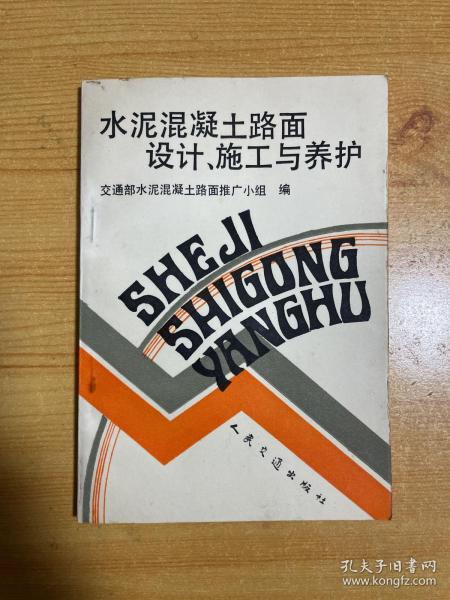 水泥混凝土路面
设计、施工与养护
交通部水泥混凝土路面推广小组 编
SHEJI
SHIGONG
YANGHU
人民交通出版社
孔夫子旧书网
www.kongfz.com